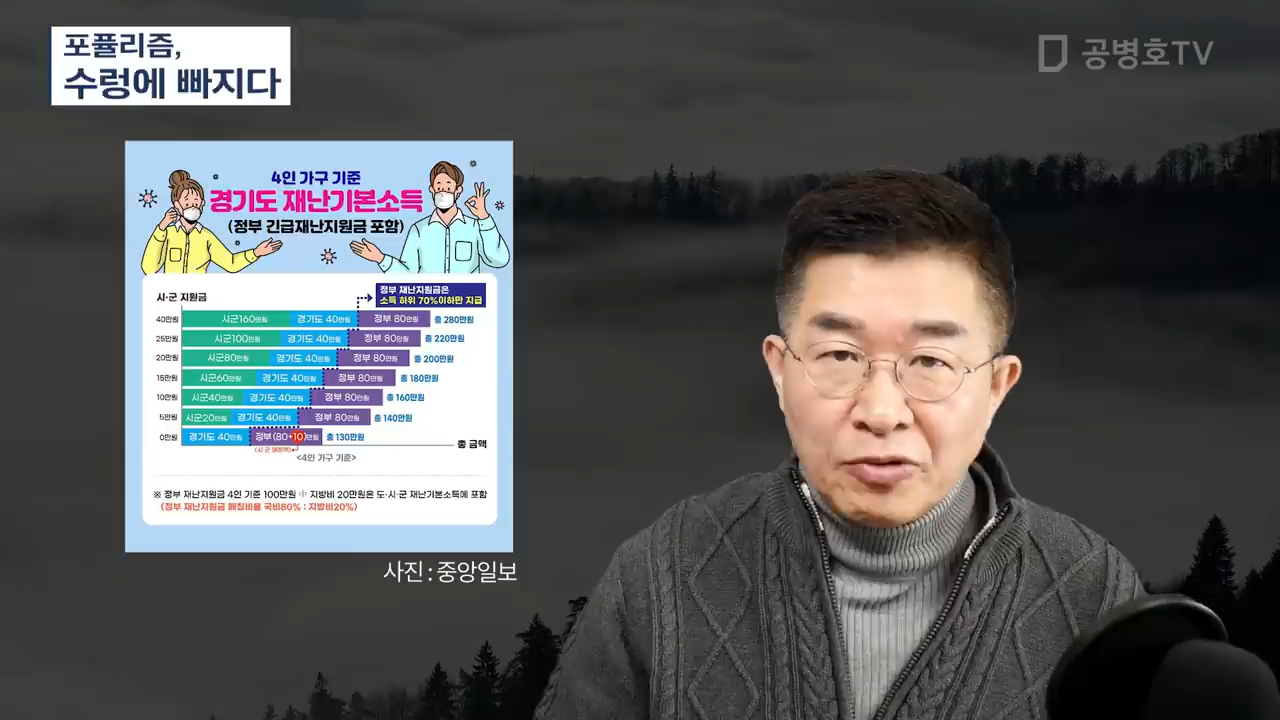 포퓰리즘,
수렁에 빠지다
공병호TV
4인 가구 기준
경기도 재난기본소득
(정부 긴급재난지원금 포함)
시·군 지원금
정부 재난지원금은
소득 하위 70%이하만 지급
40만원 시군160만원 경기도 40만원 정부 80만원 총 280만원
25만원 시군100만원 경기도 40만원 정부 80만원 총 220만원
20만원 시군80만원 경기도 40만원 정부 80만원 총 200만원
15만원 시군60만원 경기도 40만원 정부 80만원 총 180만원
10만원 시군40만원 경기도 40만원 정부 80만원 총 160만원
5만원 시군20만원 경기도 40만원 정부 80만원 총 140만원
0만원 경기도 40만원 정부 (80+10)만원 총 130만원
총 금액
(시·군 매칭액)
<4인 가구 기준>
※ 정부 재난지원금 4인 기준 100만원 中 지방비 20만원은 도·시·군 재난기본소득에 포함
(정부 재난지원금 매칭비율 국비80% : 지방비20%)
사진 : 중앙일보